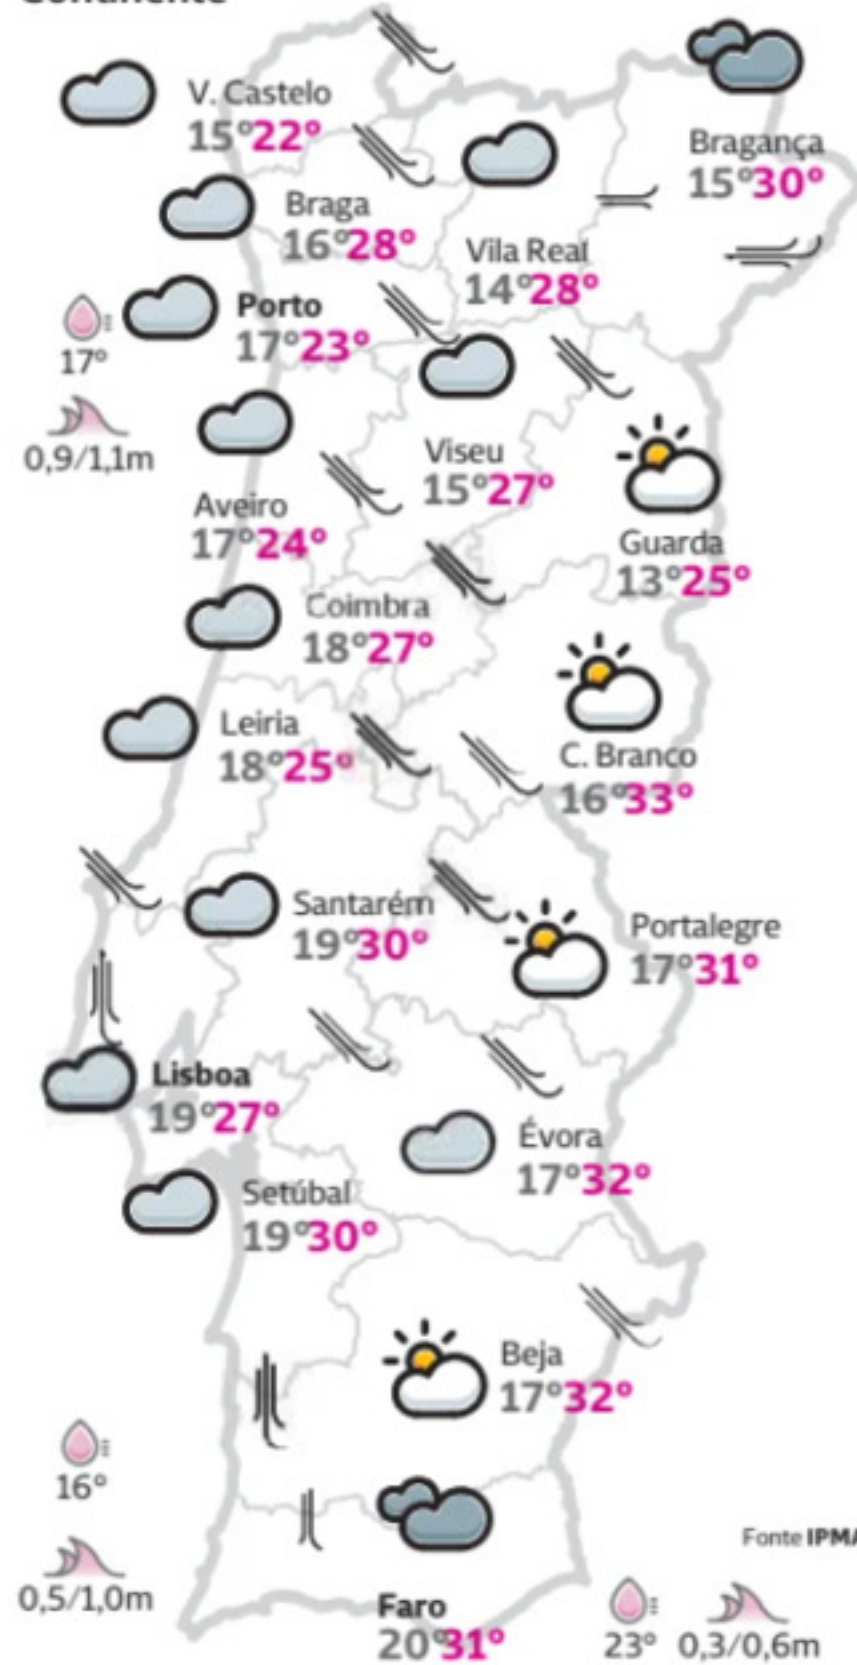 Continente
V. Castelo
15° 22°
Bragança
15° 30°
Braga
16° 28°
Vila Real
14° 28°
Porto
17° 23°
17°
0,9/1,1m
Viseu
15° 27°
Aveiro
17° 24°
Guarda
13° 25°
Coimbra
18° 27°
Leiria
18° 25°
C. Branco
16° 33°
Santarém
19° 30°
Portalegre
17° 31°
Lisboa
19° 27°
Évora
17° 32°
Setúbal
19° 30°
Beja
17° 32°
16°
0,5/1,0m
Fonte IPMA
Faro
20° 31°
23°
0,3/0,6m